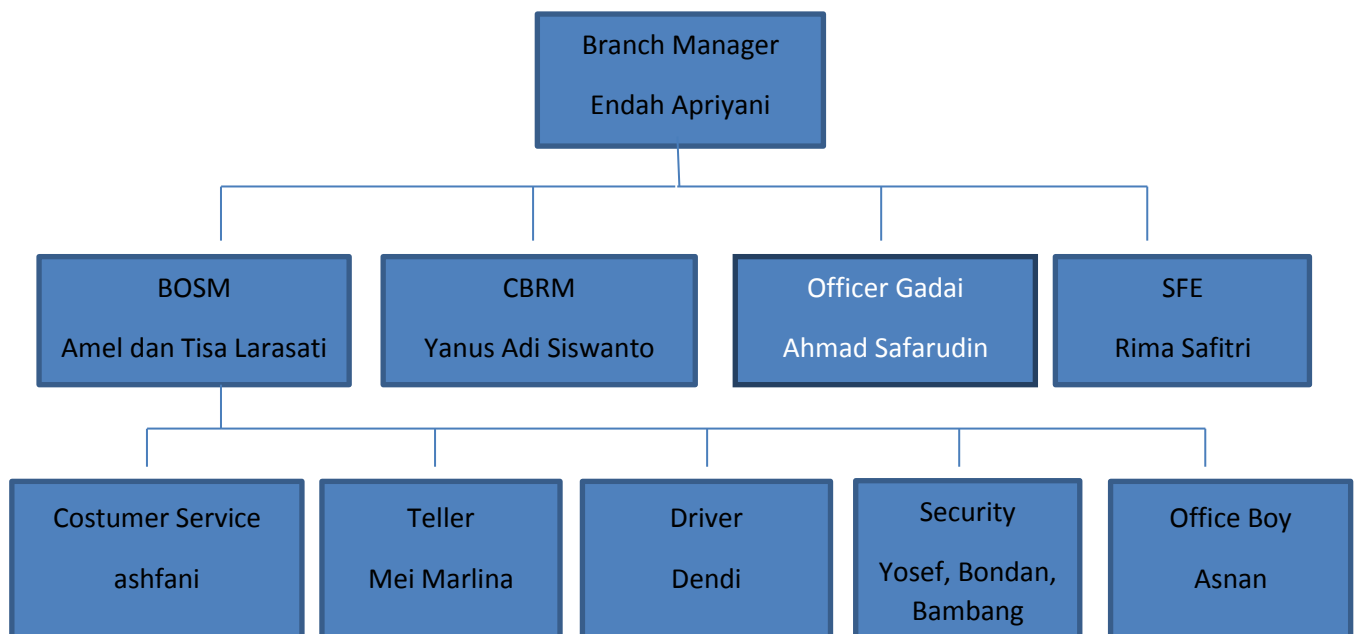 Branch Manager
Endah Apriyani
BOSM
Amel dan Tisa Larasati
CBRM
Yanus Adi Siswanto
Officer Gadai
Ahmad Safarudin
SFE
Rima Safitri
Costumer Service
ashfani
Teller
Mei Marlina
Driver
Dendi
Security
Yosef, Bondan,
Bambang
Office Boy
Asnan